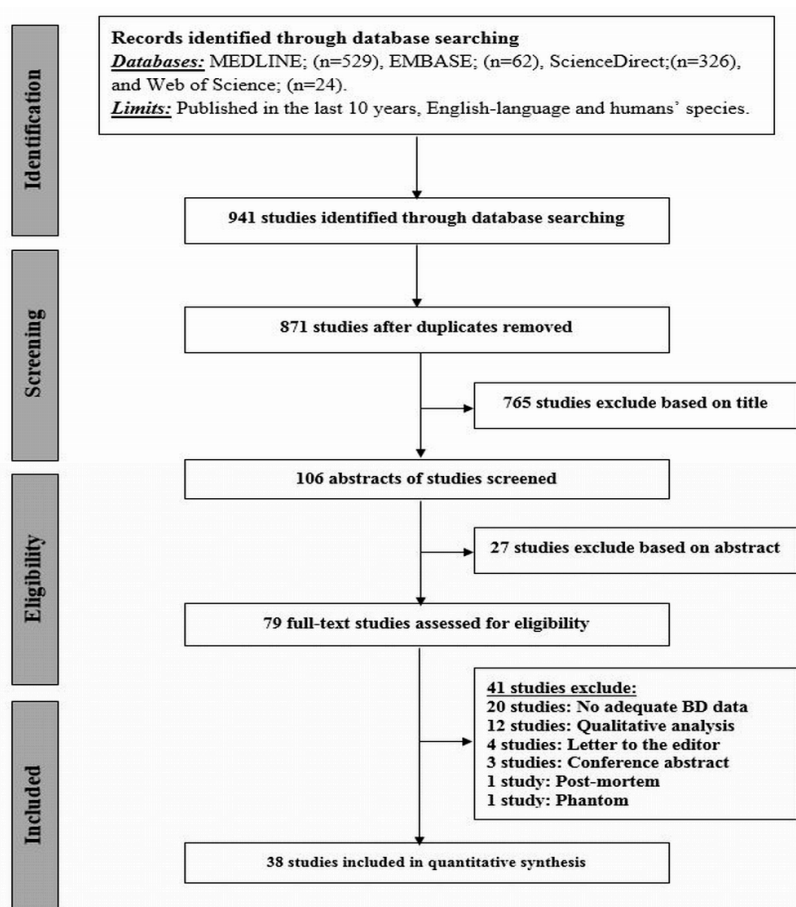 Identification
Records identified through database searching
Databases: MEDLINE; (n=529), EMBASE; (n=62), ScienceDirect;(n=326),
and Web of Science; (n=24).
Limits: Published in the last 10 years, English-language and humans’ species.
941 studies identified through database searching
Screening
871 studies after duplicates removed
765 studies exclude based on title
106 abstracts of studies screened
Eligibility
27 studies exclude based on abstract
79 full-text studies assessed for eligibility
Included
41 studies exclude:
20 studies: No adequate BD data
12 studies: Qualitative analysis
4 studies: Letter to the editor
3 studies: Conference abstract
1 study: Post-mortem
1 study: Phantom
38 studies included in quantitative synthesis